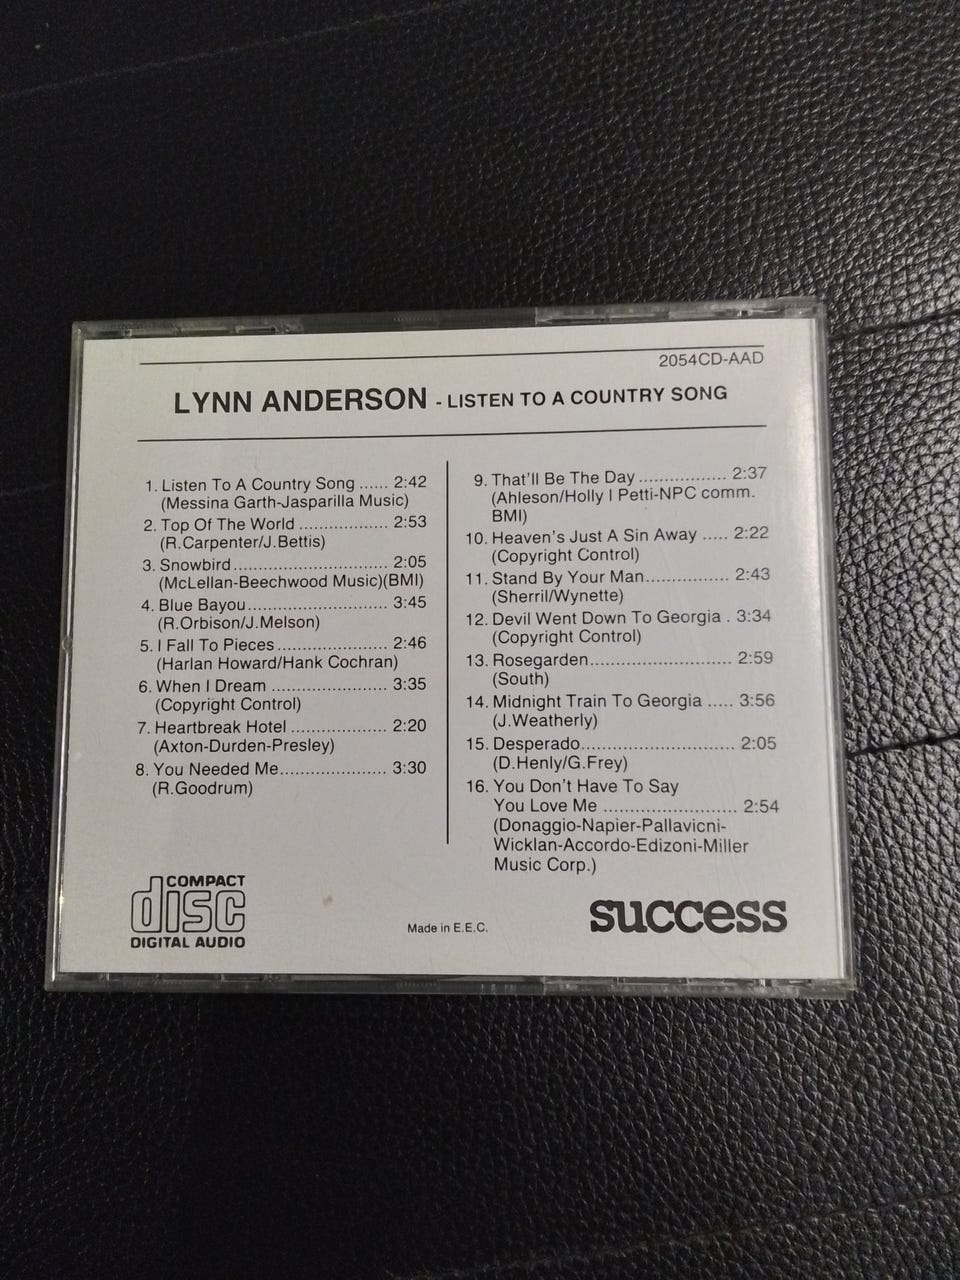 2054CD-AAD
LYNN ANDERSON - LISTEN TO A COUNTRY SONG
1. Listen To A Country Song ...... 2:42
(Messina Garth-Jasparilla Music)
2. Top Of The World .................. 2:53
(R.Carpenter/J.Bettis)
3. Snowbird............................... 2:05
(McLellan-Beechwood Music)(BMI)
4. Blue Bayou............................ 3:45
(R.Orbison/J.Melson)
5. I Fall To Pieces...................... 2:46
(Harlan Howard/Hank Cochran)
6. When I Dream ....................... 3:35
(Copyright Control)
7. Heartbreak Hotel ................... 2:20
(Axton-Durden-Presley)
8. You Needed Me...................... 3:30
(R.Goodrum)
9. That'll Be The Day ................. 2:37
(Ahleson/Holly I Petti-NPC comm.
BMI)
10. Heaven's Just A Sin Away ..... 2:22
(Copyright Control)
11. Stand By Your Man................ 2:43
(Sherril/Wynette)
12. Devil Went Down To Georgia . 3:34
(Copyright Control)
13. Rosegarden............................ 2:59
(South)
14. Midnight Train To Georgia ..... 3:56
(J.Weatherly)
15. Desperado.............................. 2:05
(D.Henly/G.Frey)
16. You Don't Have To Say
You Love Me .......................... 2:54
(Donaggio-Napier-Pallavicni-
Wicklan-Accordo-Edizoni-Miller
Music Corp.)
COMPACT
disc
DIGITAL AUDIO
Made in E.E.C.
success